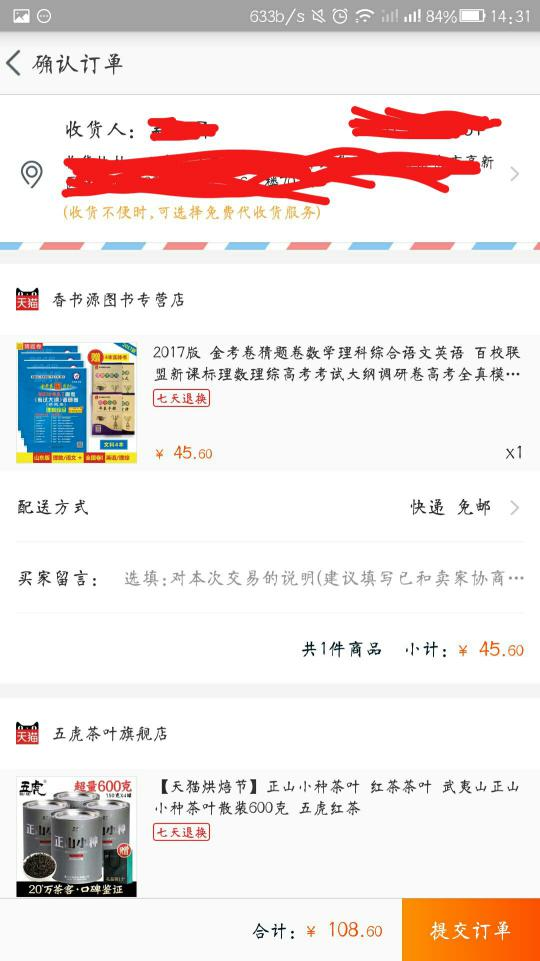 633b/s 84% 14:31
确认订单
收货人:
高新
(收货不便时,可选择免费代收货服务)
天猫 香书源图书专营店
2017版 金考卷猜题卷数学理科综合语文英语 百校联
盟新课标理数理综高考考试大纲调研卷高考全真模…
七天退换
¥ 45.60 x1
配送方式 快递 免邮
买家留言: 选填:对本次交易的说明(建议填写已和卖家协商…
共1件商品 小计: ¥ 45.60
天猫 五虎茶叶旗舰店
五虎 超量600克
150克X4罐
正山小种
20万茶客·口碑鉴证
【天猫烘焙节】正山小种茶叶 红茶茶叶 武夷山正山
小种茶叶散装600克 五虎红茶
七天退换
合计: ¥ 108.60 提交订单